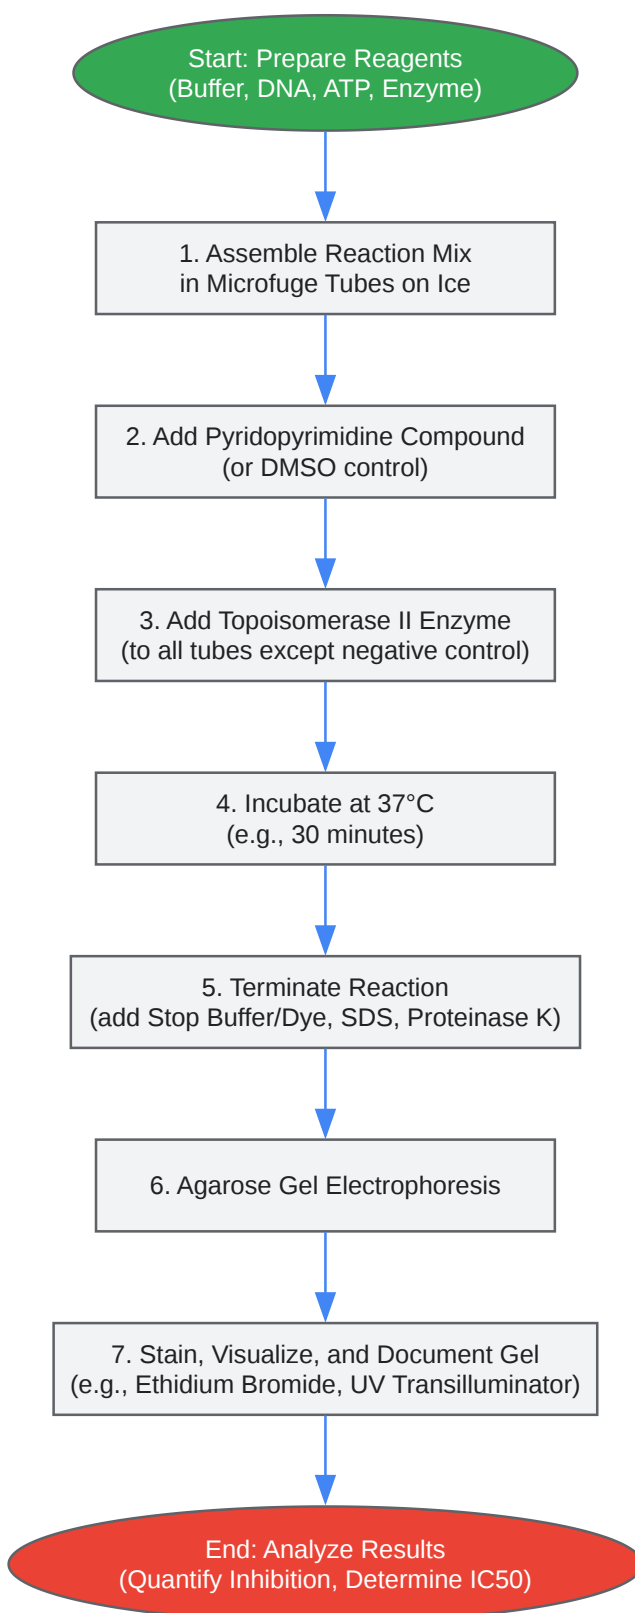 Start: Prepare Reagents
(Buffer, DNA, ATP, Enzyme)
1. Assemble Reaction Mix
in Microfuge Tubes on Ice
2. Add Pyridopyrimidine Compound
(or DMSO control)
3. Add Topoisomerase II Enzyme
(to all tubes except negative control)
4. Incubate at 37°C
(e.g., 30 minutes)
5. Terminate Reaction
(add Stop Buffer/Dye, SDS, Proteinase K)
6. Agarose Gel Electrophoresis
7. Stain, Visualize, and Document Gel
(e.g., Ethidium Bromide, UV Transilluminator)
End: Analyze Results
(Quantify Inhibition, Determine IC50)